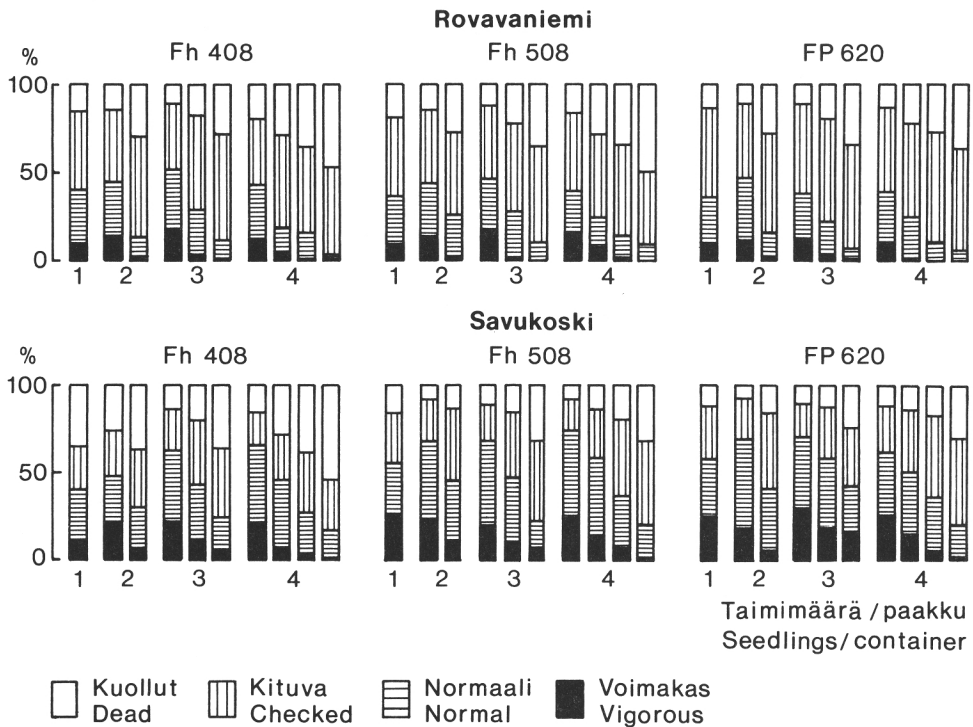 Rovavaniemi
% Fh 408 Fh 508 FP 620
100
50
0
1 2 3 4 1 2 3 4 1 2 3 4
Savukoski
% Fh 408 Fh 508 FP 620
100
50
0
1 2 3 4 1 2 3 4 1 2 3 4
Taimimäärä / paakku
Seedlings / container
Kuollut Kituva Normaali Voimakas
Dead Checked Normal Vigorous